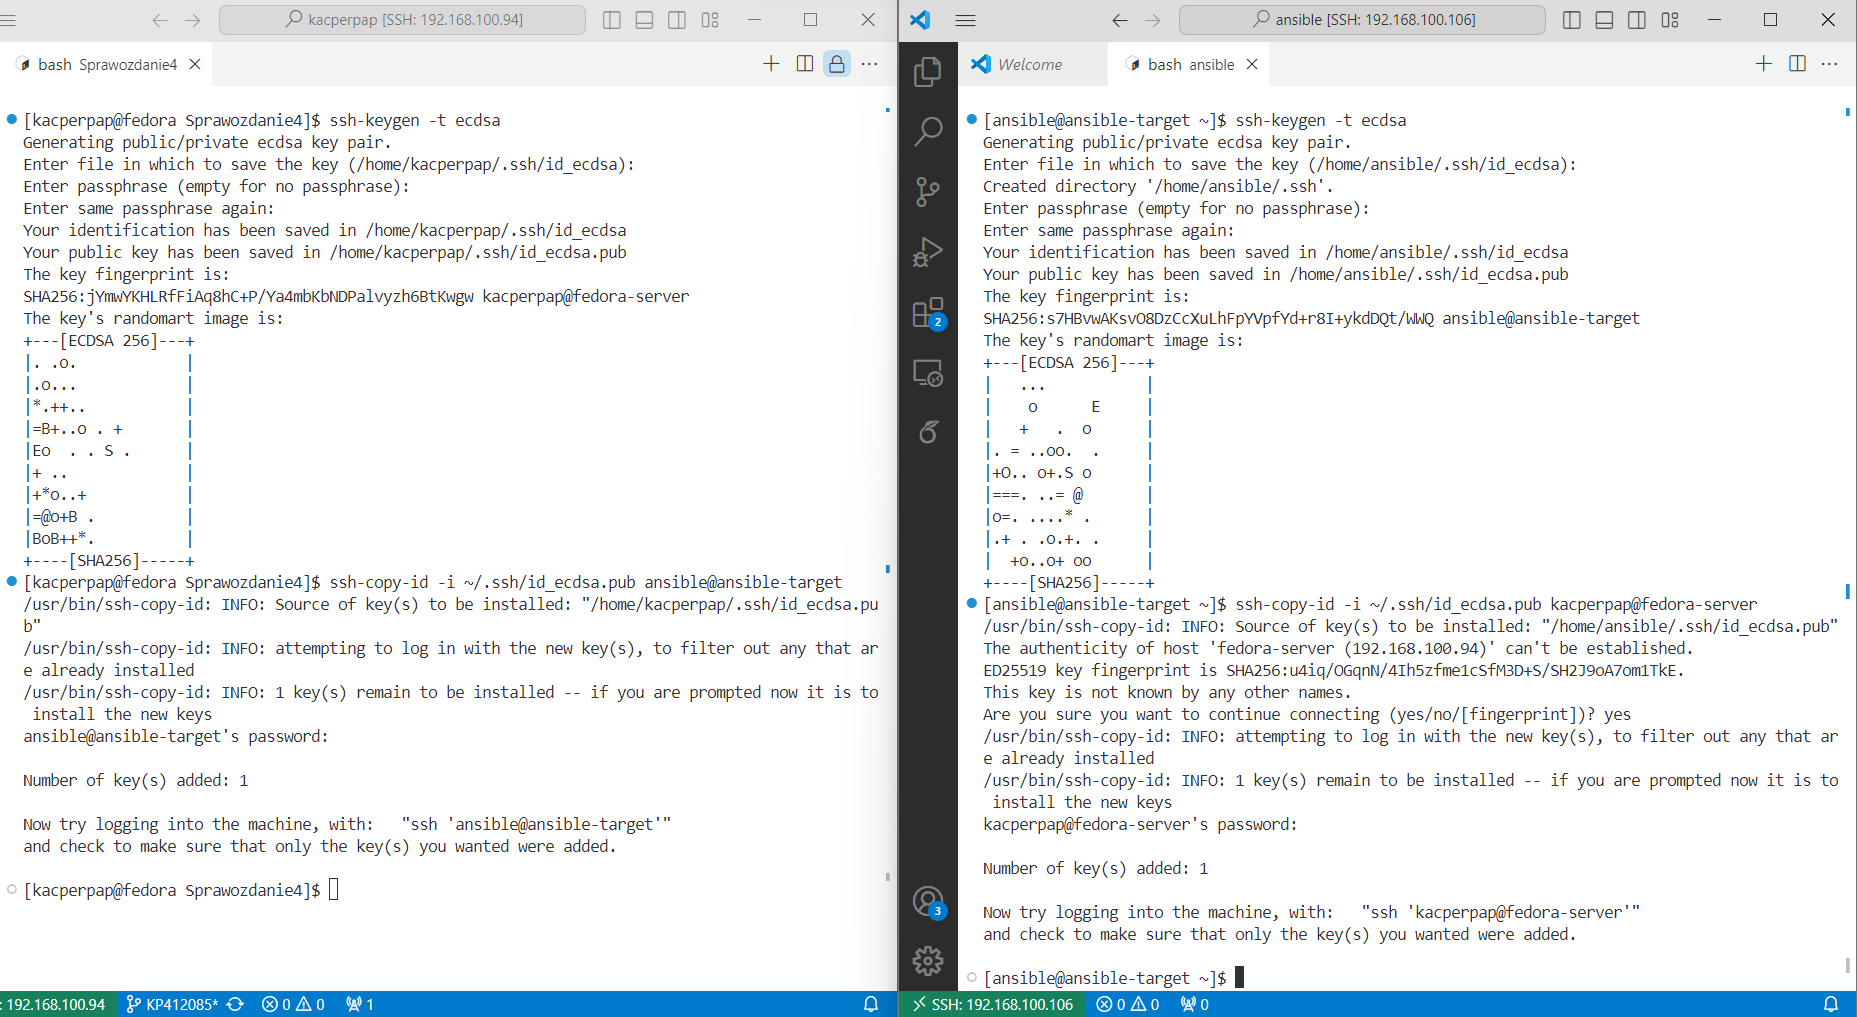 kacperpap [SSH: 192.168.100.94]
bash Sprawozdanie4
[kacperpap@fedora Sprawozdanie4]$ ssh-keygen -t ecdsa
Generating public/private ecdsa key pair.
Enter file in which to save the key (/home/kacperpap/.ssh/id_ecdsa):
Enter passphrase (empty for no passphrase):
Enter same passphrase again:
Your identification has been saved in /home/kacperpap/.ssh/id_ecdsa
Your public key has been saved in /home/kacperpap/.ssh/id_ecdsa.pub
The key fingerprint is:
SHA256:jYmwYKHLRfFiAq8hC+P/Ya4mbKbNDPalvyzh6BtKwgw kacperpap@fedora-server
The key's randomart image is:
+---[ECDSA 256]---+
|. .o.            |
|.o...            |
|*.++..           |
|=B+..o . +       |
|Eo  . . S .      |
|+ ..             |
|+*o..+           |
|=@o+B .          |
|BoB++*.          |
+----[SHA256]-----+
[kacperpap@fedora Sprawozdanie4]$ ssh-copy-id -i ~/.ssh/id_ecdsa.pub ansible@ansible-target
/usr/bin/ssh-copy-id: INFO: Source of key(s) to be installed: "/home/kacperpap/.ssh/id_ecdsa.pu
b"
/usr/bin/ssh-copy-id: INFO: attempting to log in with the new key(s), to filter out any that ar
e already installed
/usr/bin/ssh-copy-id: INFO: 1 key(s) remain to be installed -- if you are prompted now it is to
 install the new keys
ansible@ansible-target's password:
Number of key(s) added: 1
Now try logging into the machine, with:   "ssh 'ansible@ansible-target'"
and check to make sure that only the key(s) you wanted were added.
[kacperpap@fedora Sprawozdanie4]$
: 192.168.100.94 KP412085* 0 0 1
ansible [SSH: 192.168.100.106]
Welcome
bash ansible
[ansible@ansible-target ~]$ ssh-keygen -t ecdsa
Generating public/private ecdsa key pair.
Enter file in which to save the key (/home/ansible/.ssh/id_ecdsa):
Created directory '/home/ansible/.ssh'.
Enter passphrase (empty for no passphrase):
Enter same passphrase again:
Your identification has been saved in /home/ansible/.ssh/id_ecdsa
Your public key has been saved in /home/ansible/.ssh/id_ecdsa.pub
The key fingerprint is:
SHA256:s7HBvwAKsvO8DzCcXuLhFpYVpfYd+r8I+ykdDQt/WWQ ansible@ansible-target
The key's randomart image is:
+---[ECDSA 256]---+
|   ...           |
|    o      E     |
|   +   .  o      |
|. = ..oo.  .     |
|+O.. o+.S o      |
|===. ..= @       |
|o=. ....* .      |
|.+ . .o.+. .     |
|  +o..o+ oo      |
+----[SHA256]-----+
[ansible@ansible-target ~]$ ssh-copy-id -i ~/.ssh/id_ecdsa.pub kacperpap@fedora-server
/usr/bin/ssh-copy-id: INFO: Source of key(s) to be installed: "/home/ansible/.ssh/id_ecdsa.pub"
The authenticity of host 'fedora-server (192.168.100.94)' can't be established.
ED25519 key fingerprint is SHA256:u4iq/OGqnN/4Ih5zfme1cSfM3D+S/SH2J9oA7om1TkE.
This key is not known by any other names.
Are you sure you want to continue connecting (yes/no/[fingerprint])? yes
/usr/bin/ssh-copy-id: INFO: attempting to log in with the new key(s), to filter out any that ar
e already installed
/usr/bin/ssh-copy-id: INFO: 1 key(s) remain to be installed -- if you are prompted now it is to
 install the new keys
kacperpap@fedora-server's password:
Number of key(s) added: 1
Now try logging into the machine, with:   "ssh 'kacperpap@fedora-server'"
and check to make sure that only the key(s) you wanted were added.
[ansible@ansible-target ~]$
2
3
SSH: 192.168.100.106 0 0 0